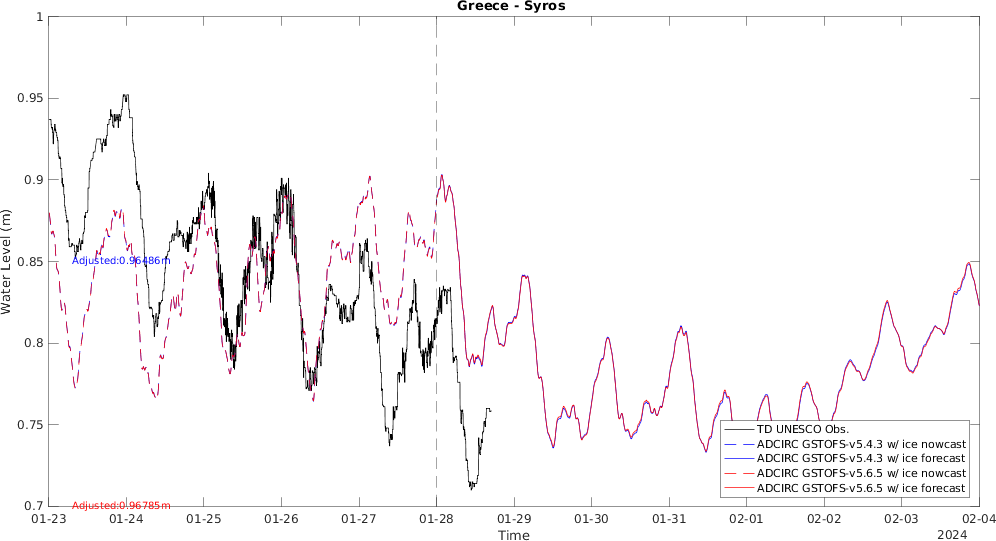 Greece - Syros
1
0.95
0.9
0.85
0.8
0.75
0.7
Water Level (m)
Adjusted:0.96486m
Adjusted:0.96785m
TD UNESCO Obs.
ADCIRC GSTOFS-v5.4.3 w/ ice nowcast
ADCIRC GSTOFS-v5.4.3 w/ ice forecast
ADCIRC GSTOFS-v5.6.5 w/ ice nowcast
ADCIRC GSTOFS-v5.6.5 w/ ice forecast
01-23 01-24 01-25 01-26 01-27 01-28 01-29 01-30 01-31 02-01 02-02 02-03 02-04
Time
2024